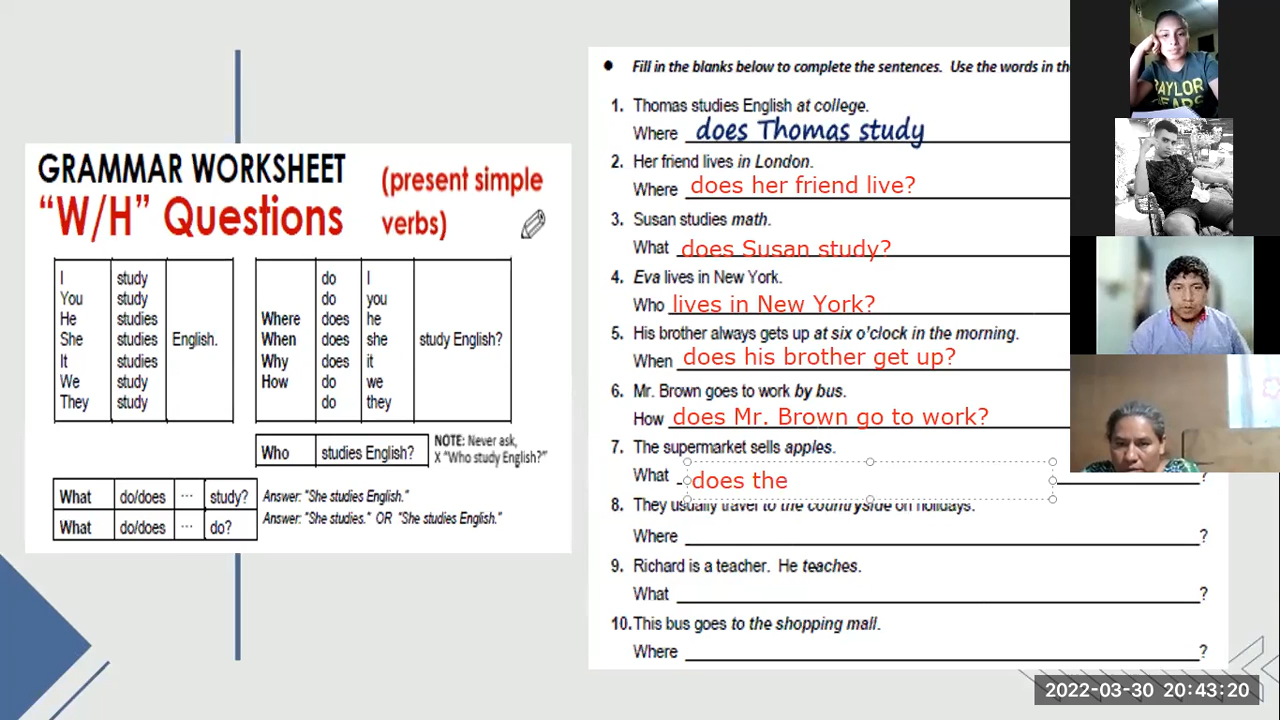 GRAMMAR WORKSHEET
“W/H” Questions
(present simple
verbs)
I study
You study
He studies
She studies English.
It studies
We study
They study
do I
do you
Where does he
When does she study English?
Why does it
How do we
do they
Who studies English?
NOTE: Never ask,
X “Who study English?”
What do/does ... study? Answer: “She studies English.”
What do/does ... do? Answer: “She studies.” OR “She studies English.”
• Fill in the blanks below to complete the sentences. Use the words in
1. Thomas studies English at college.
Where does Thomas study
2. Her friend lives in London.
Where does her friend live?
3. Susan studies math.
What does Susan study?
4. Eva lives in New York.
Who lives in New York?
5. His brother always gets up at six o’clock in the morning.
When does his brother get up?
6. Mr. Brown goes to work by bus.
How does Mr. Brown go to work?
7. The supermarket sells apples.
What does the ?
8. They usually travel to the countryside on holidays.
Where ?
9. Richard is a teacher. He teaches.
What ?
10. This bus goes to the shopping mall.
Where ?
BAYLOR
BEARS
2022-03-30 20:43:20